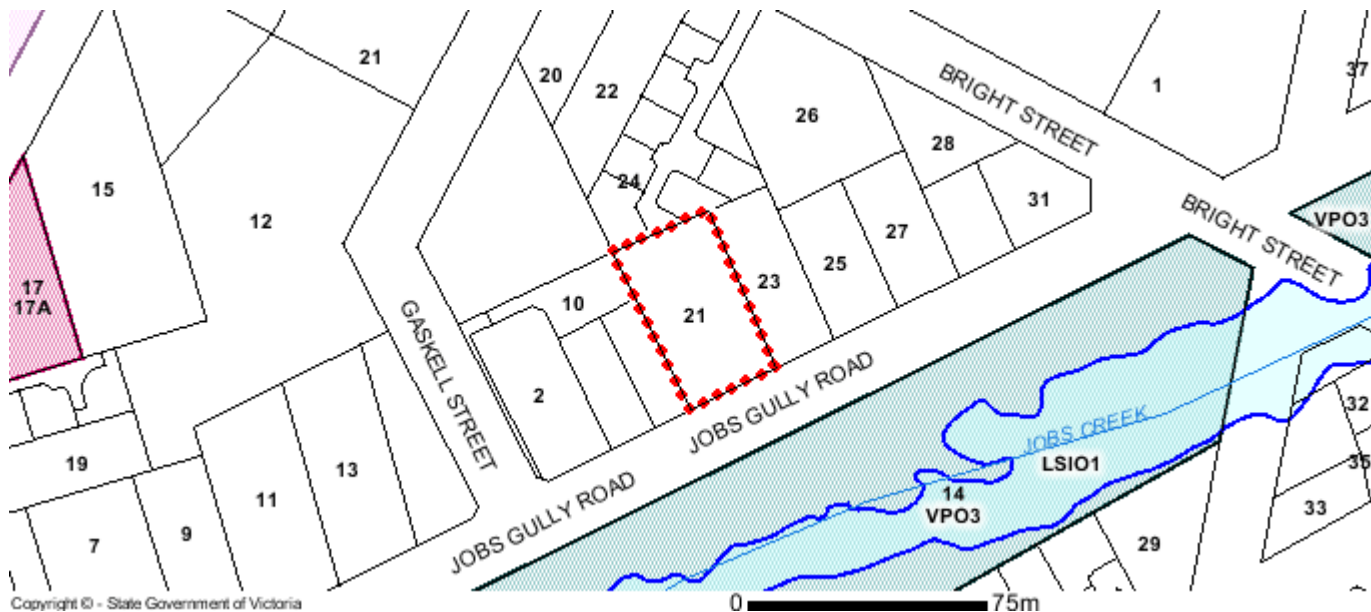 21
20
22
BRIGHT STREET
1
37
26
28
15
24
31
12
BRIGHT STREET
VPO3
17
17A
10
21
23
25
27
GASKELL STREET
2
JOBS GULLY ROAD
JOBS CREEK
LSIO1
14
VPO3
32
35
33
19
11
13
JOBS GULLY ROAD
7
9
29
Copyright © - State Government of Victoria
0
75m